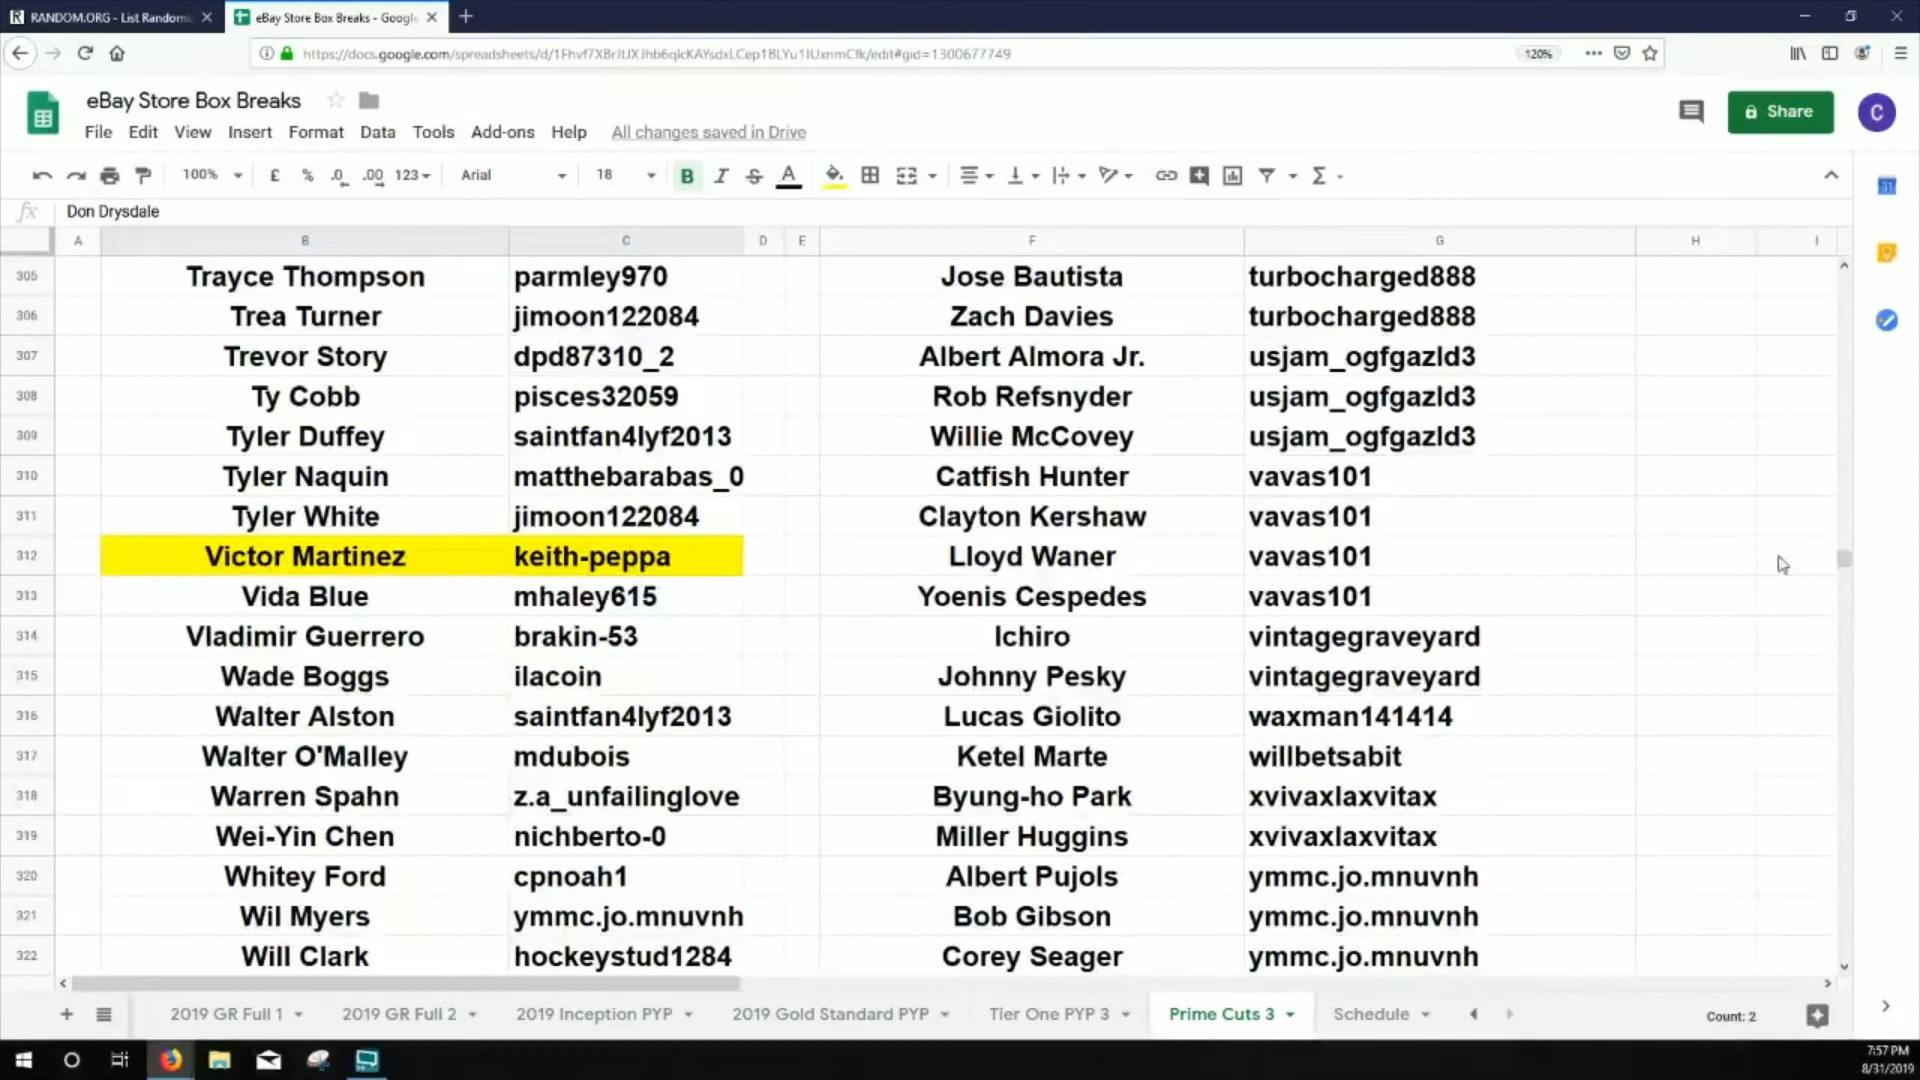 RANDOM.ORG - List Randomi
eBay Store Box Breaks - Google
https://docs.google.com/spreadsheets/d/
120%
eBay Store Box Breaks
File Edit View Insert Format Data Tools Add-ons Help All changes saved in Drive
Share
C
100% £ % .0 .00 123 Arial 18 B I S A
fx Don Drysdale
A B C D E F G H I
305 Trayce Thompson parmley970 Jose Bautista turbocharged888
306 Trea Turner jimoon122084 Zach Davies turbocharged888
307 Trevor Story dpd87310_2 Albert Almora Jr. usjam_ogfgazld3
308 Ty Cobb pisces32059 Rob Refsnyder usjam_ogfgazld3
309 Tyler Duffey saintfan4lyf2013 Willie McCovey usjam_ogfgazld3
310 Tyler Naquin matthebarabas_0 Catfish Hunter vavas101
311 Tyler White jimoon122084 Clayton Kershaw vavas101
312 Victor Martinez keith-peppa Lloyd Waner vavas101
313 Vida Blue mhaley615 Yoenis Cespedes vavas101
314 Vladimir Guerrero brakin-53 Ichiro vintagegraveyard
315 Wade Boggs ilacoin Johnny Pesky vintagegraveyard
316 Walter Alston saintfan4lyf2013 Lucas Giolito waxman141414
317 Walter O'Malley mdubois Ketel Marte willbetsabit
318 Warren Spahn z.a_unfailinglove Byung-ho Park xvivaxlaxvitax
319 Wei-Yin Chen nichberto-0 Miller Huggins xvivaxlaxvitax
320 Whitey Ford cpnoah1 Albert Pujols ymmc.jo.mnuvnh
321 Wil Myers ymmc.jo.mnuvnh Bob Gibson ymmc.jo.mnuvnh
322 Will Clark hockeystud1284 Corey Seager ymmc.jo.mnuvnh
2019 GR Full 1 2019 GR Full 2 2019 Inception PYP 2019 Gold Standard PYP Tier One PYP 3 Prime Cuts 3 Schedule Count: 2
7:57 PM
8/31/2019